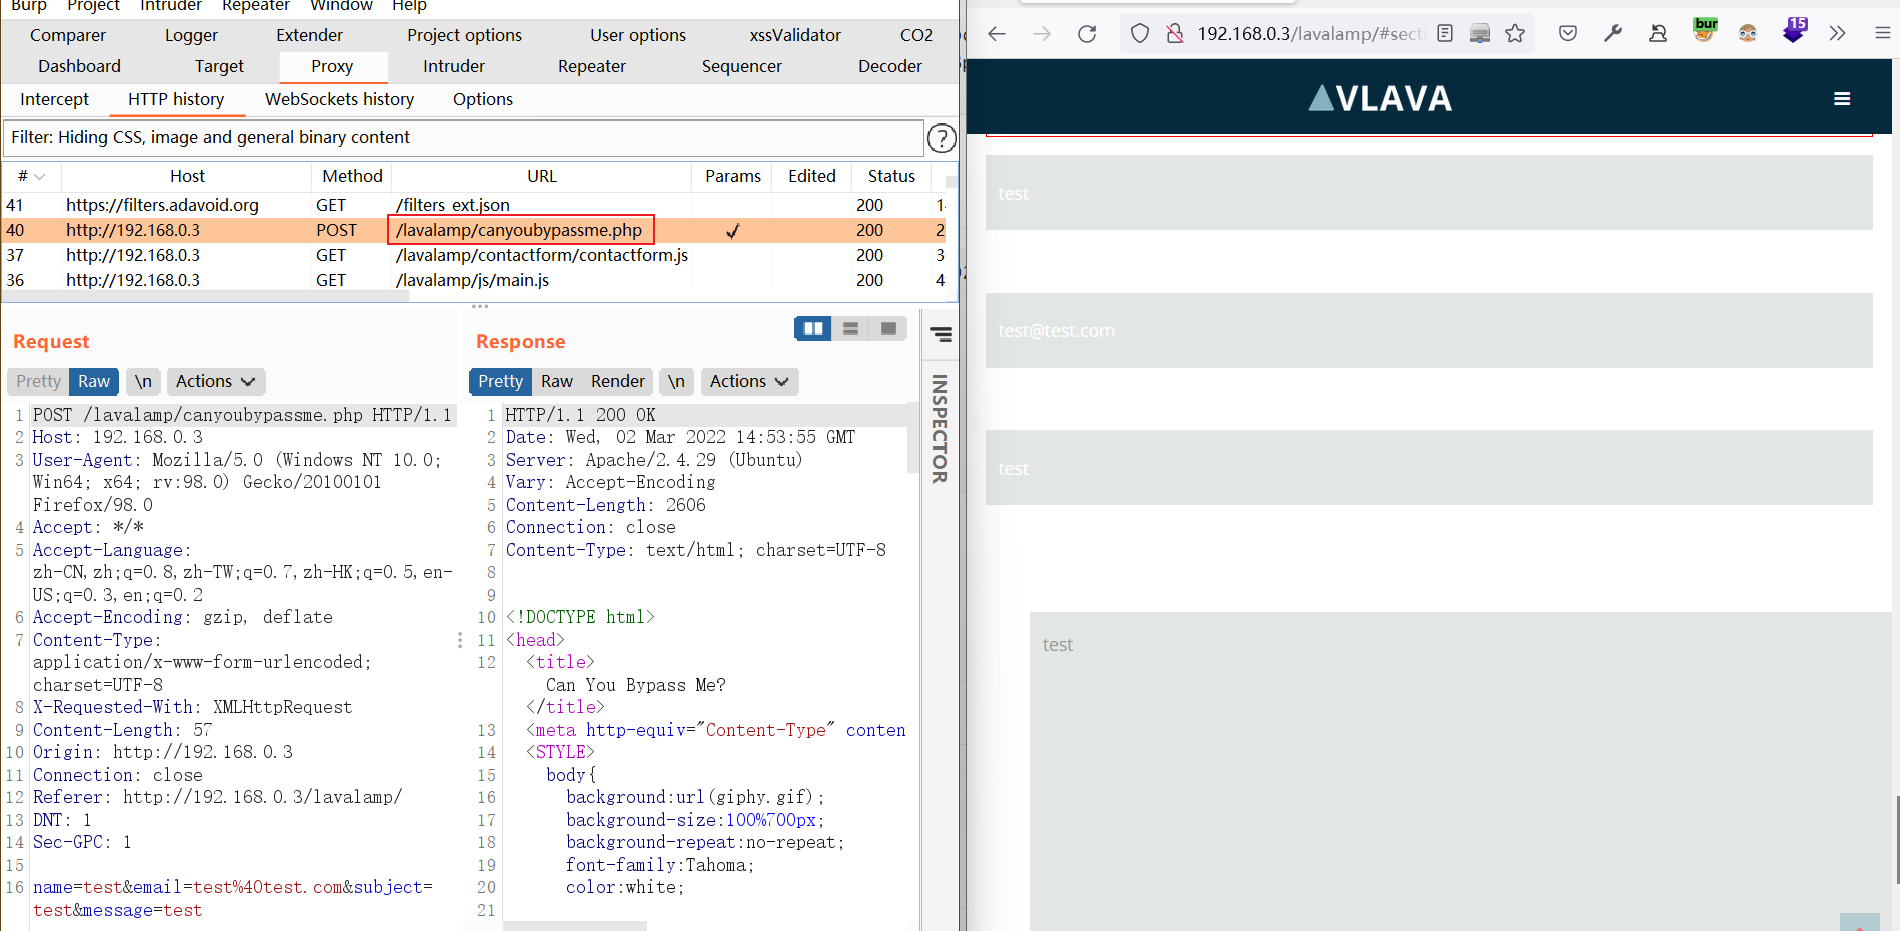 Burp Project Intruder Repeater Window Help
Comparer Logger Extender Project options User options xssValidator CO2
Dashboard Target Proxy Intruder Repeater Sequencer Decoder
Intercept HTTP history WebSockets history Options
Filter: Hiding CSS, image and general binary content
?
# Host Method URL Params Edited Status
41 https://filters.adavoid.org GET /filters_ext.json 200 1
40 http://192.168.0.3 POST /lavalamp/canyoubypassme.php ✓ 200 2
37 http://192.168.0.3 GET /lavalamp/contactform/contactform.js 200 3
36 http://192.168.0.3 GET /lavalamp/js/main.js 200 4
Request
Pretty Raw \n Actions
1 POST /lavalamp/canyoubypassme.php HTTP/1.1
2 Host: 192.168.0.3
3 User-Agent: Mozilla/5.0 (Windows NT 10.0;
Win64; x64; rv:98.0) Gecko/20100101
Firefox/98.0
4 Accept: */*
5 Accept-Language:
zh-CN,zh;q=0.8,zh-TW;q=0.7,zh-HK;q=0.5,en-
US;q=0.3,en;q=0.2
6 Accept-Encoding: gzip, deflate
7 Content-Type:
application/x-www-form-urlencoded;
charset=UTF-8
8 X-Requested-With: XMLHttpRequest
9 Content-Length: 57
10 Origin: http://192.168.0.3
11 Connection: close
12 Referer: http://192.168.0.3/lavalamp/
13 DNT: 1
14 Sec-GPC: 1
15
16 name=test&email=test%40test.com&subject=
test&message=test
Response
Pretty Raw Render \n Actions
1 HTTP/1.1 200 OK
2 Date: Wed, 02 Mar 2022 14:53:55 GMT
3 Server: Apache/2.4.29 (Ubuntu)
4 Vary: Accept-Encoding
5 Content-Length: 2606
6 Connection: close
7 Content-Type: text/html; charset=UTF-8
8
9
10 <!DOCTYPE html>
11 <head>
12 <title>
Can You Bypass Me?
</title>
13 <meta http-equiv="Content-Type" conten
14 <STYLE>
15 body{
16 background:url(giphy.gif);
17 background-size:100%700px;
18 background-repeat:no-repeat;
19 font-family:Tahoma;
20 color:white;
21
INSPECTOR
192.168.0.3/lavalamp/#secti
bur
15
VLAVA
test
test@test.com
test
test